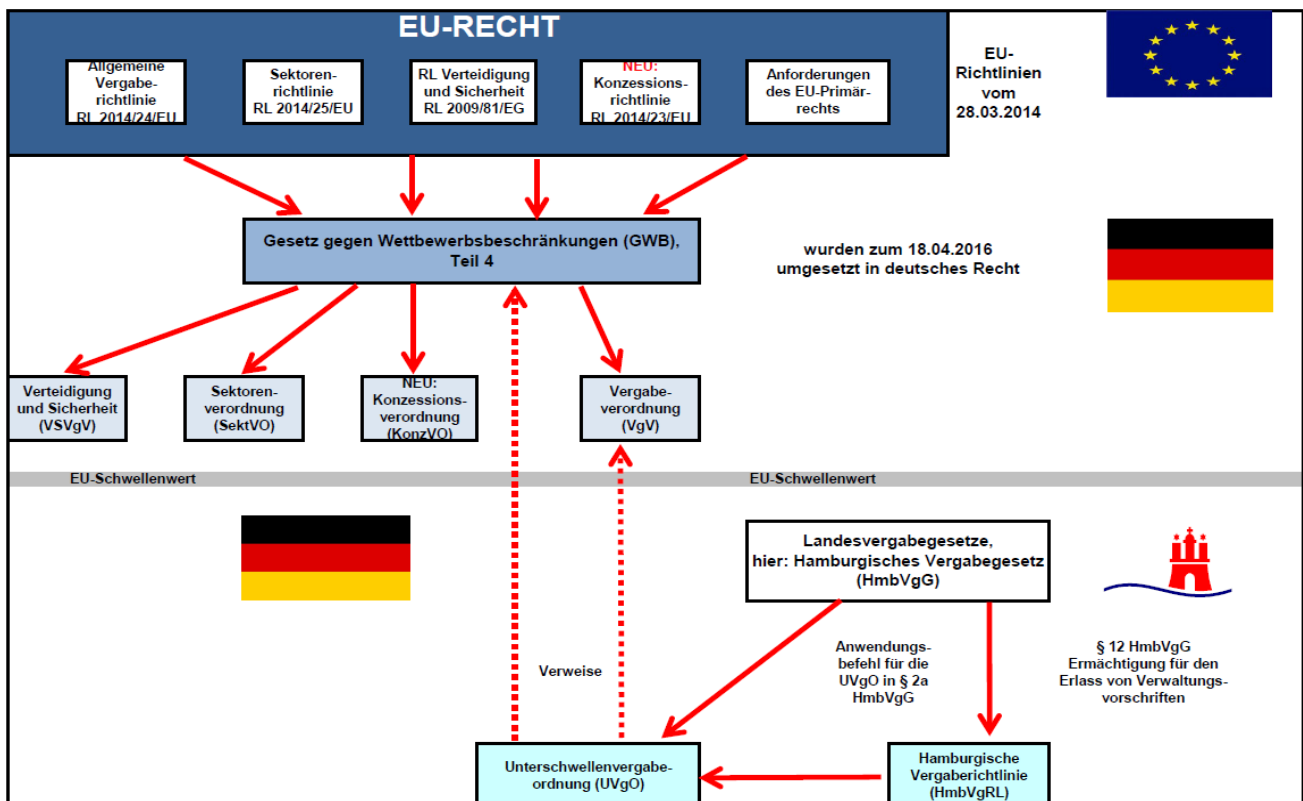 EU-RECHT
Allgemeine
Vergabe-
richtlinie
RL 2014/24/EU
Sektoren-
richtlinie
RL 2014/25/EU
RL Verteidigung
und Sicherheit
RL 2009/81/EG
NEU:
Konzessions-
richtlinie
RL 2014/23/EU
Anforderungen
des EU-Primär-
rechts
EU-
Richtlinien
vom
28.03.2014
Gesetz gegen Wettbewerbsbeschränkungen (GWB),
Teil 4
wurden zum 18.04.2016
umgesetzt in deutsches Recht
Verteidigung
und Sicherheit
(VSVgV)
Sektoren-
verordnung
(SektVO)
NEU:
Konzessions-
verordnung
(KonzVO)
Vergabe-
verordnung
(VgV)
EU-Schwellenwert
EU-Schwellenwert
Landesvergabegesetze,
hier: Hamburgisches Vergabegesetz
(HmbVgG)
Verweise
Anwendungs-
befehl für die
UVgO in § 2a
HmbVgG
§ 12 HmbVgG
Ermächtigung für den
Erlass von Verwaltungs-
vorschriften
Unterschwellenvergabe-
ordnung (UVgO)
Hamburgische
Vergaberichtlinie
(HmbVgRL)